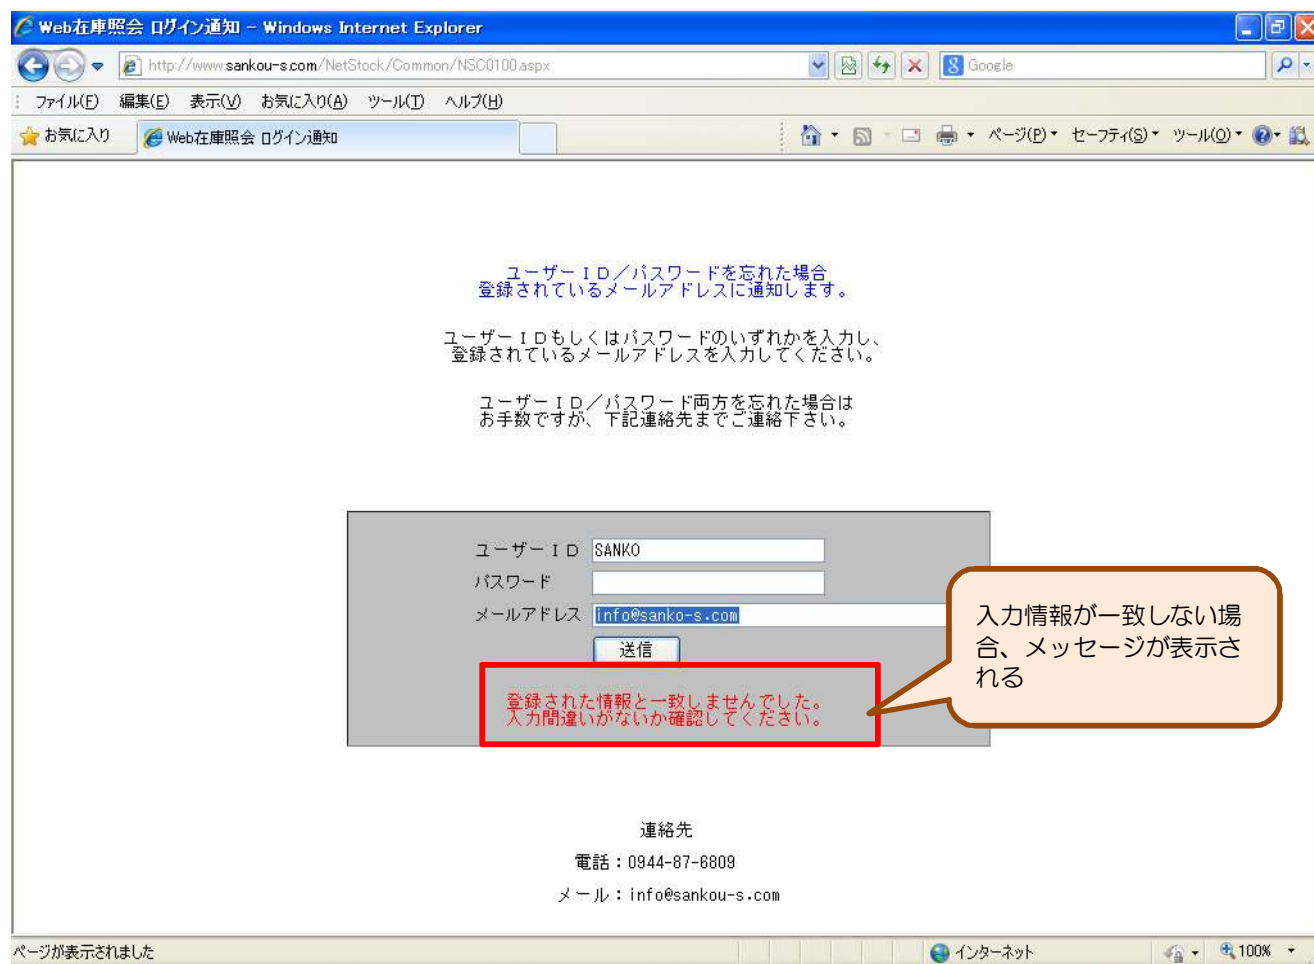 Web在庫照会 ログイン通知 - Windows Internet Explorer
http://www.sankou-s.com/NetStock/Common/NSC0100.aspx
Google
ファイル(F) 編集(E) 表示(V) お気に入り(A) ツール(T) ヘルプ(H)
お気に入り Web在庫照会 ログイン通知 ページ(P) セーフティ(S) ツール(O)
ユーザーＩＤ／パスワードを忘れた場合
登録されているメールアドレスに通知します。
ユーザーＩＤもしくはパスワードのいずれかを入力し、
登録されているメールアドレスを入力してください。
ユーザーＩＤ／パスワード両方を忘れた場合は
お手数ですが、下記連絡先までご連絡下さい。
ユーザーＩＤ SANKO
パスワード
メールアドレス info@sanko-s.com
送信
登録された情報と一致しませんでした。
入力間違いがないか確認してください。
入力情報が一致しない場
合、メッセージが表示さ
れる
連絡先
電話：0944-87-6809
メール：info@sankou-s.com
ページが表示されました インターネット 100%